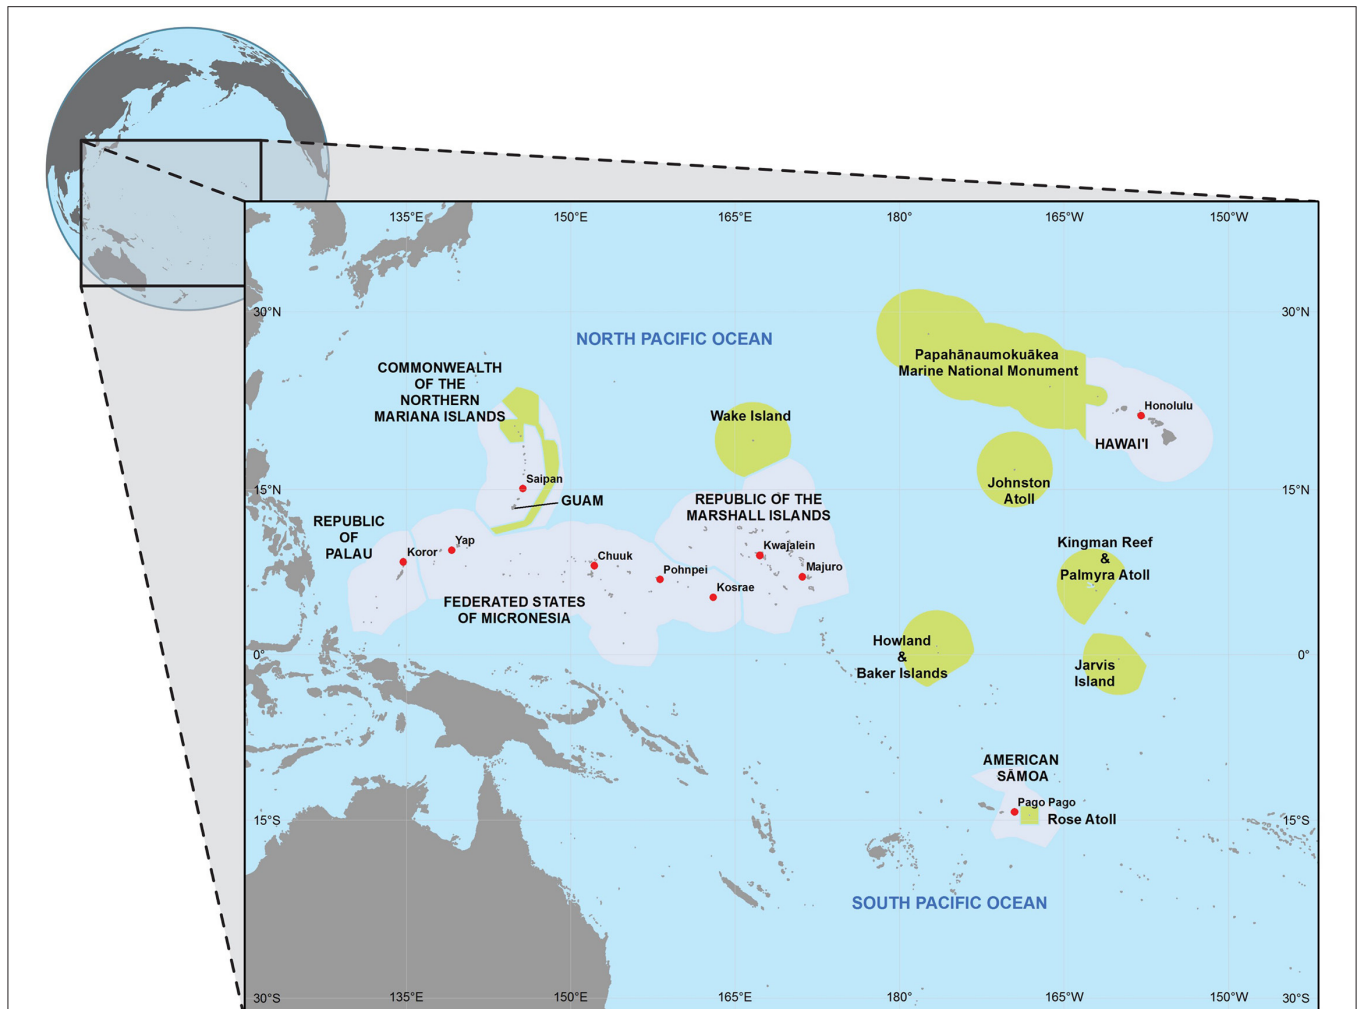 135°E 150°E 165°E 180° 165°W 150°W
30°N 30°N
NORTH PACIFIC OCEAN
Papahānaumokuākea
Marine National Monument
COMMONWEALTH
OF THE
NORTHERN
MARIANA ISLANDS
Wake Island
Honolulu
HAWAI'I
Saipan
GUAM
15°N 15°N
Johnston
Atoll
REPUBLIC OF THE
MARSHALL ISLANDS
REPUBLIC
OF
PALAU
Koror
Yap
Chuuk
Pohnpei
Kosrae
Kwajalein
Majuro
Kingman Reef
&
Palmyra Atoll
FEDERATED STATES
OF MICRONESIA
Howland
&
Baker Islands
0° 0°
Jarvis
Island
AMERICAN
SĀMOA
Pago Pago
Rose Atoll
15°S 15°S
SOUTH PACIFIC OCEAN
30°S 135°E 150°E 165°E 180° 165°W 150°W 30°S